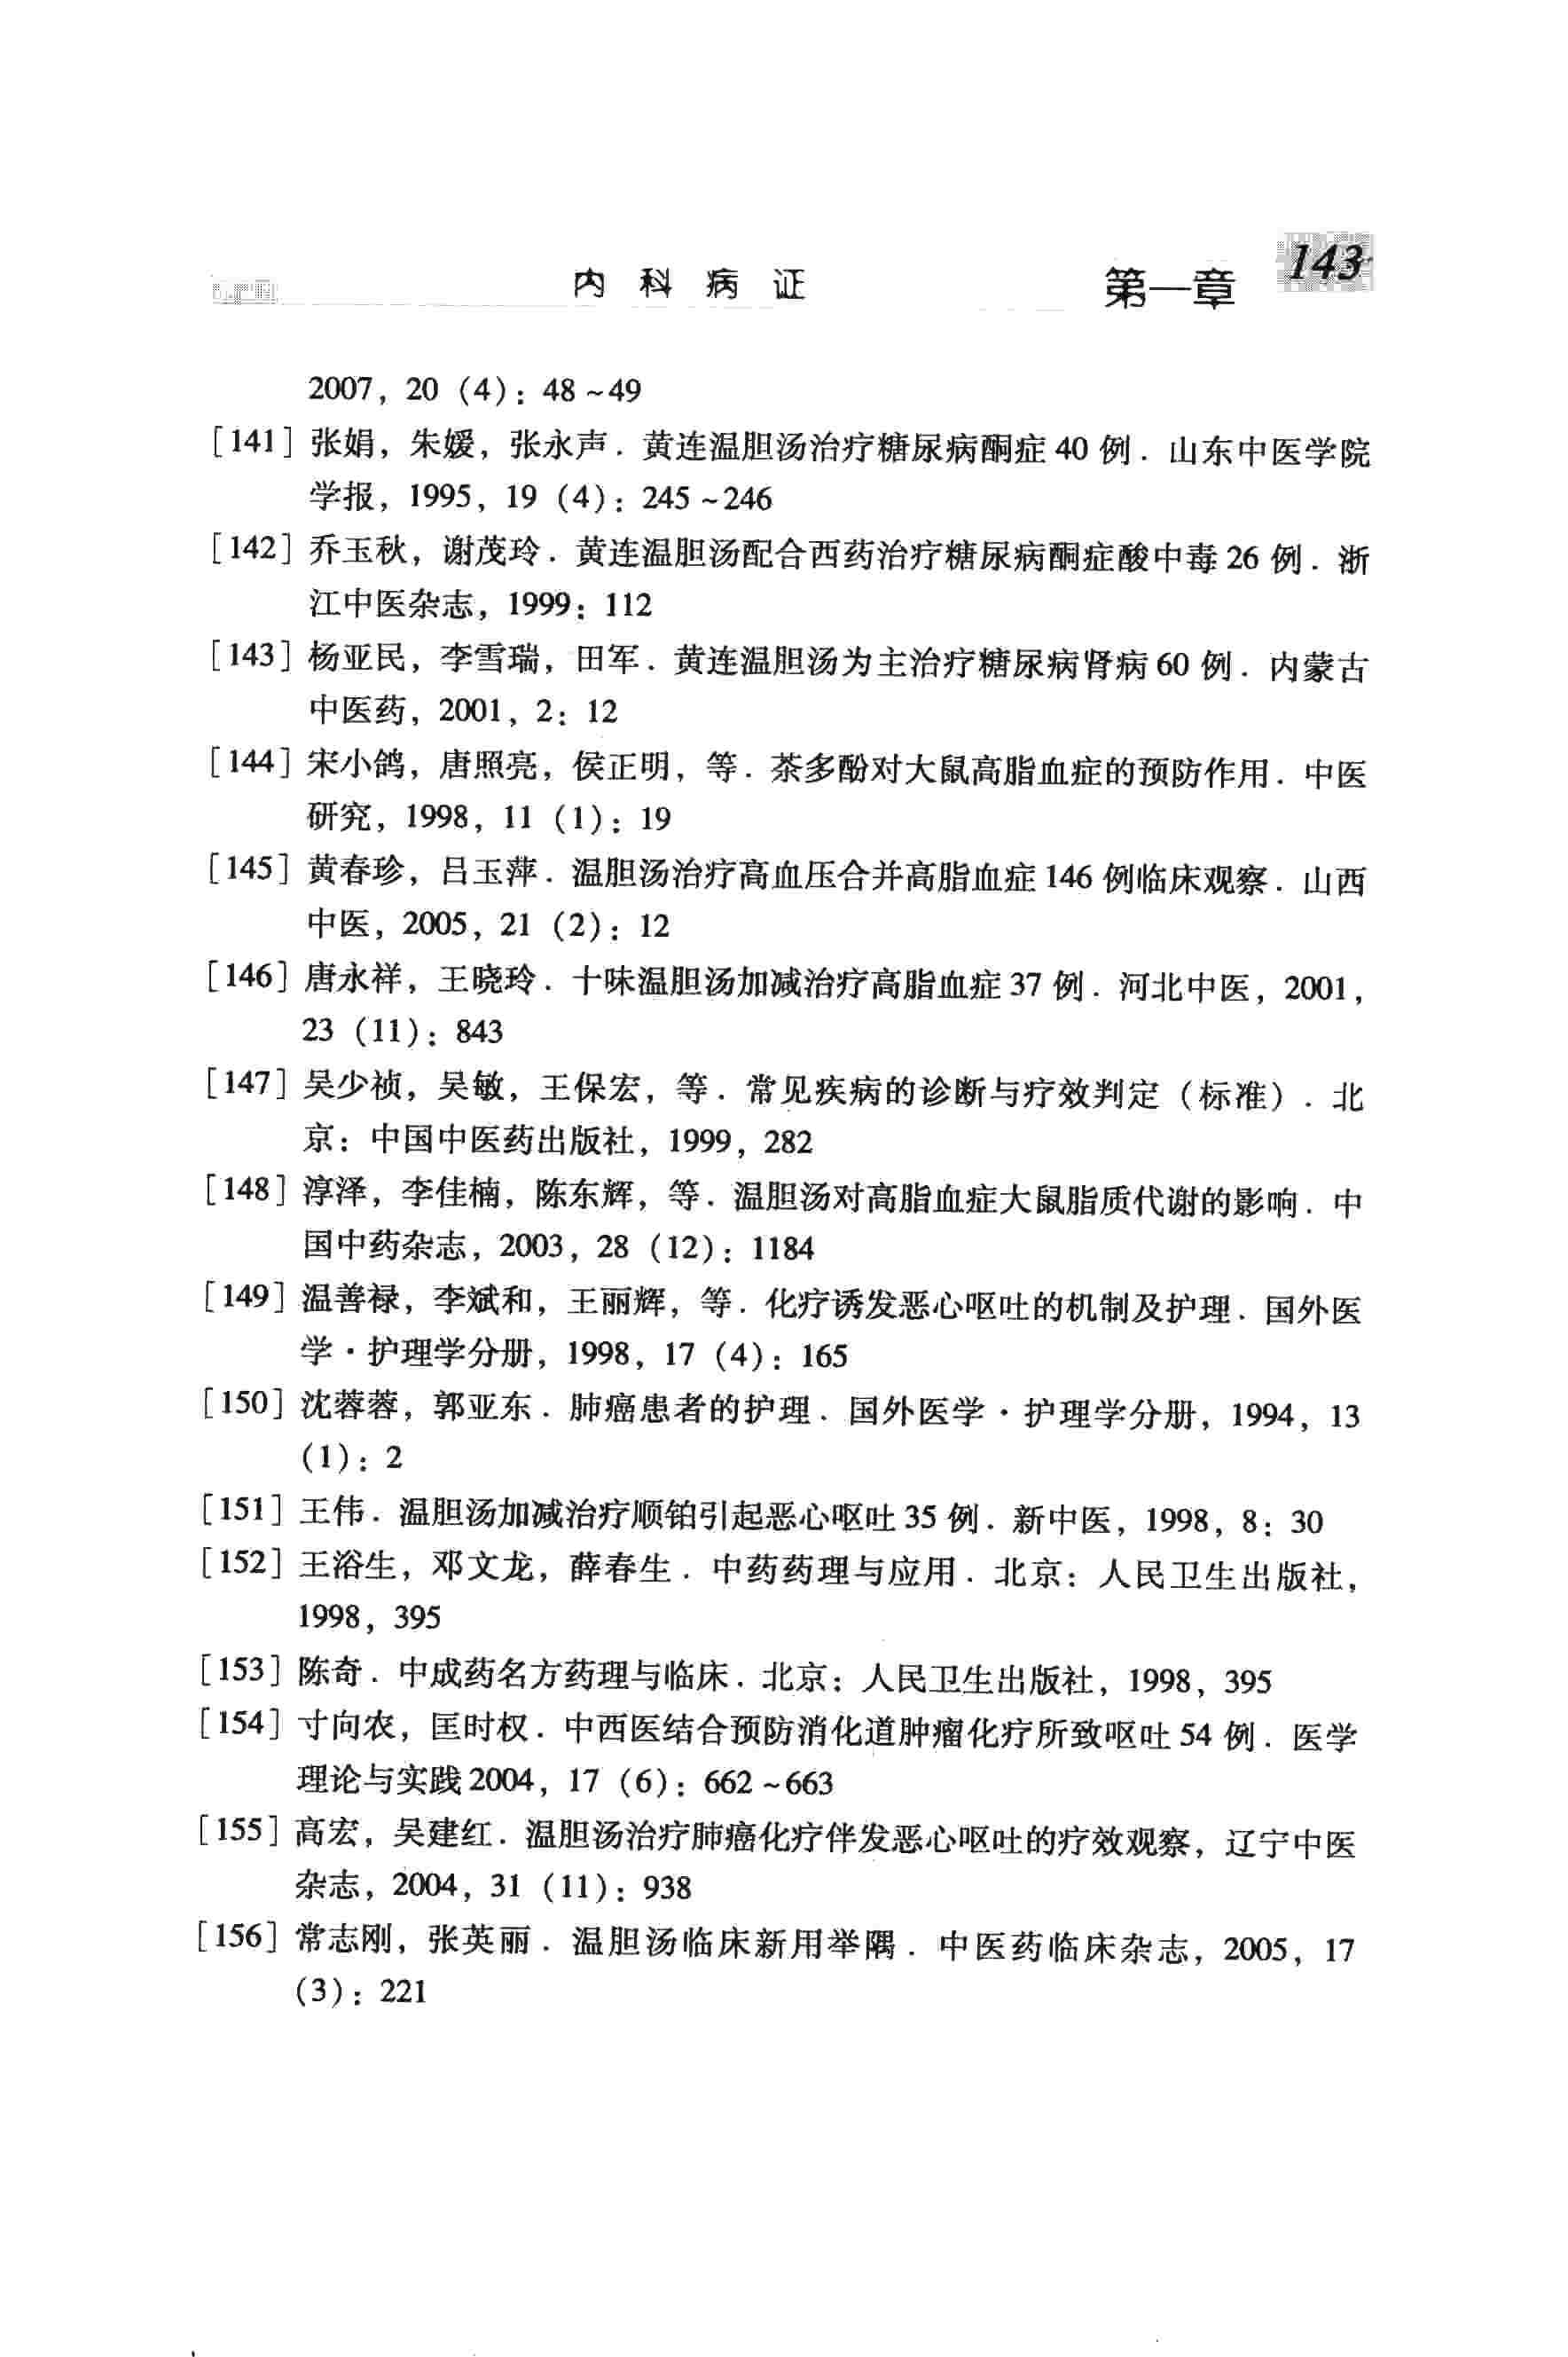 内科病证 第一章 143
2007，20（4）：48～49
［141］张娟，朱媛，张永声．黄连温胆汤治疗糖尿病酮症40例．山东中医学院
学报，1995，19（4）：245～246
［142］乔玉秋，谢茂玲．黄连温胆汤配合西药治疗糖尿病酮症酸中毒26例．浙
江中医杂志，1999：112
［143］杨亚民，李雪瑞，田军．黄连温胆汤为主治疗糖尿病肾病60例．内蒙古
中医药，2001，2：12
［144］宋小鸽，唐照亮，侯正明，等．茶多酚对大鼠高脂血症的预防作用．中医
研究，1998，11（1）：19
［145］黄春珍，吕玉萍．温胆汤治疗高血压合并高脂血症146例临床观察．山西
中医，2005，21（2）：12
［146］唐永祥，王晓玲．十味温胆汤加减治疗高脂血症37例．河北中医，2001，
23（11）：843
［147］吴少祯，吴敏，王保宏，等．常见疾病的诊断与疗效判定（标准）．北
京：中国中医药出版社，1999，282
［148］淳泽，李佳楠，陈东辉，等．温胆汤对高脂血症大鼠脂质代谢的影响．中
国中药杂志，2003，28（12）：1184
［149］温善禄，李斌和，王丽辉，等．化疗诱发恶心呕吐的机制及护理．国外医
学·护理学分册，1998，17（4）：165
［150］沈蓉蓉，郭亚东．肺癌患者的护理．国外医学·护理学分册，1994，13
（1）：2
［151］王伟．温胆汤加减治疗顺铂引起恶心呕吐35例．新中医，1998，8：30
［152］王浴生，邓文龙，薛春生．中药药理与应用．北京：人民卫生出版社，
1998，395
［153］陈奇．中成药名方药理与临床．北京：人民卫生出版社，1998，395
［154］寸向农，匡时权．中西医结合预防消化道肿瘤化疗所致呕吐54例．医学
理论与实践2004，17（6）：662～663
［155］高宏，吴建红．温胆汤治疗肺癌化疗伴发恶心呕吐的疗效观察，辽宁中医
杂志，2004，31（11）：938
［156］常志刚，张英丽．温胆汤临床新用举隅．中医药临床杂志，2005，17
（3）：221